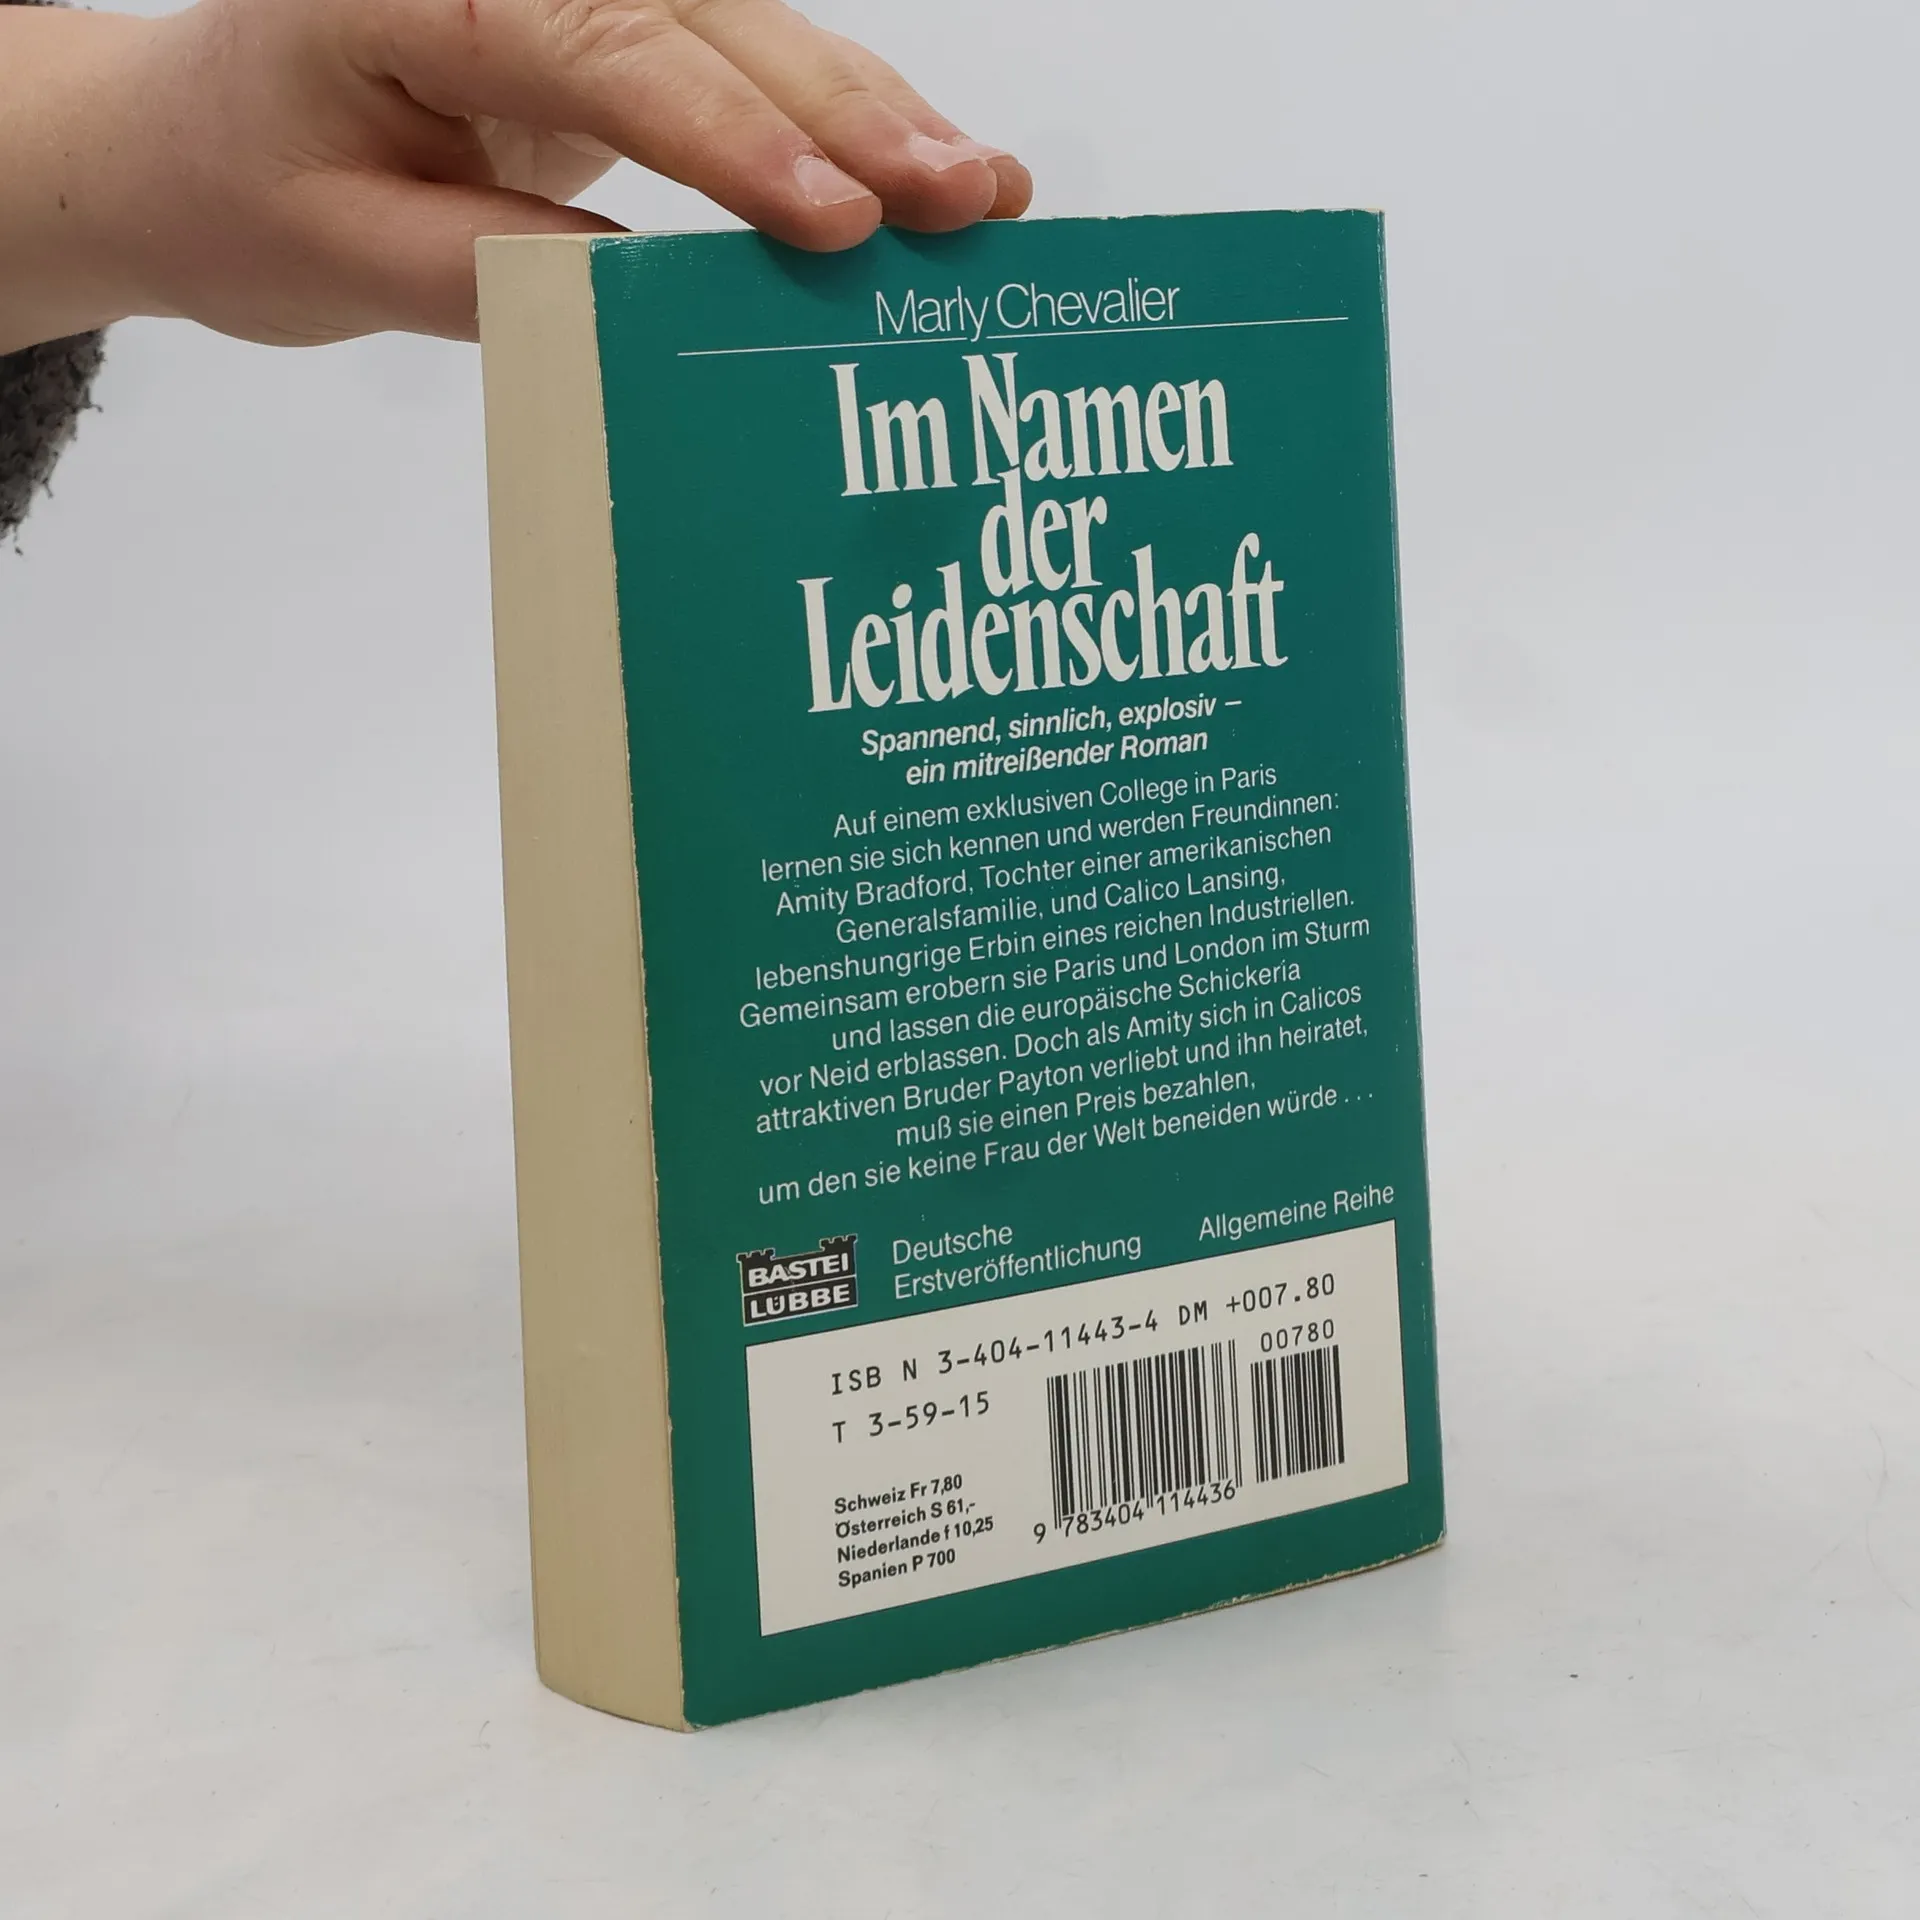 Marly Chevalier
Im Namen
der
Leidenschaft
Spannend, sinnlich, explosiv –
ein mitreißender Roman
Auf einem exklusiven College in Paris
lernen sie sich kennen und werden Freundinnen:
Amity Bradford, Tochter einer amerikanischen
Generalsfamilie, und Calico Lansing,
lebenshungrige Erbin eines reichen Industriellen.
Gemeinsam erobern sie Paris und London im Sturm
und lassen die europäische Schickeria
vor Neid erblassen. Doch als Amity sich in Calicos
attraktiven Bruder Payton verliebt und ihn heiratet,
muß sie einen Preis bezahlen,
um den sie keine Frau der Welt beneiden würde . . .
BASTEI
LÜBBE
Deutsche
Erstveröffentlichung
Allgemeine Reihe
ISB N 3-404-11443-4 DM +007.80
00780
T 3-59-15
Schweiz Fr 7,80
Österreich S 61,-
Niederlande f 10,25
Spanien P 700
9 783404 114436